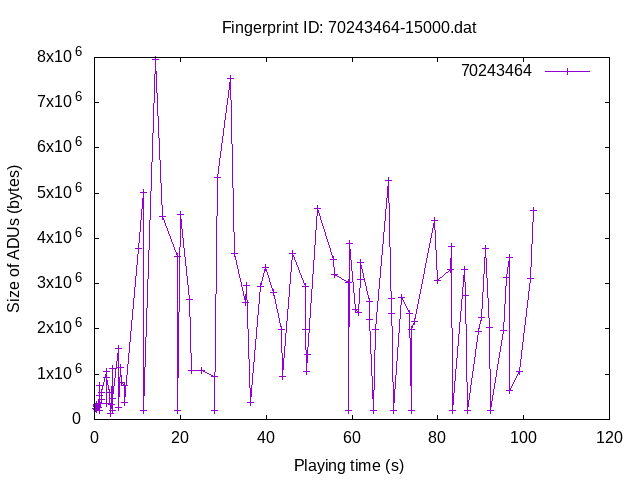 Fingerprint ID: 70243464-15000.dat
70243464
8x10^6
7x10^6
6x10^6
5x10^6
4x10^6
3x10^6
2x10^6
1x10^6
0
Size of ADUs (bytes)
0 20 40 60 80 100 120
Playing time (s)